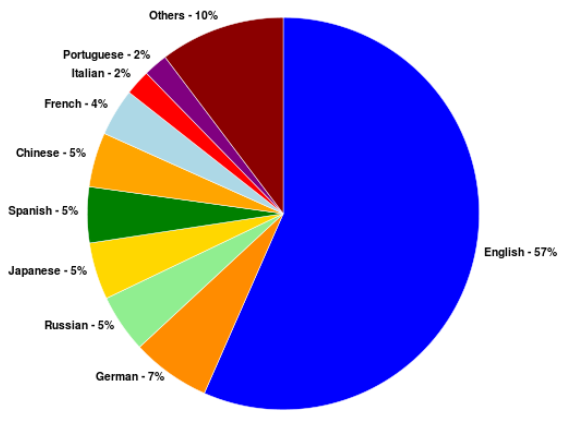 Others - 10%
Portuguese - 2%
Italian - 2%
French - 4%
Chinese - 5%
Spanish - 5%
English - 57%
Japanese - 5%
Russian - 5%
German - 7%